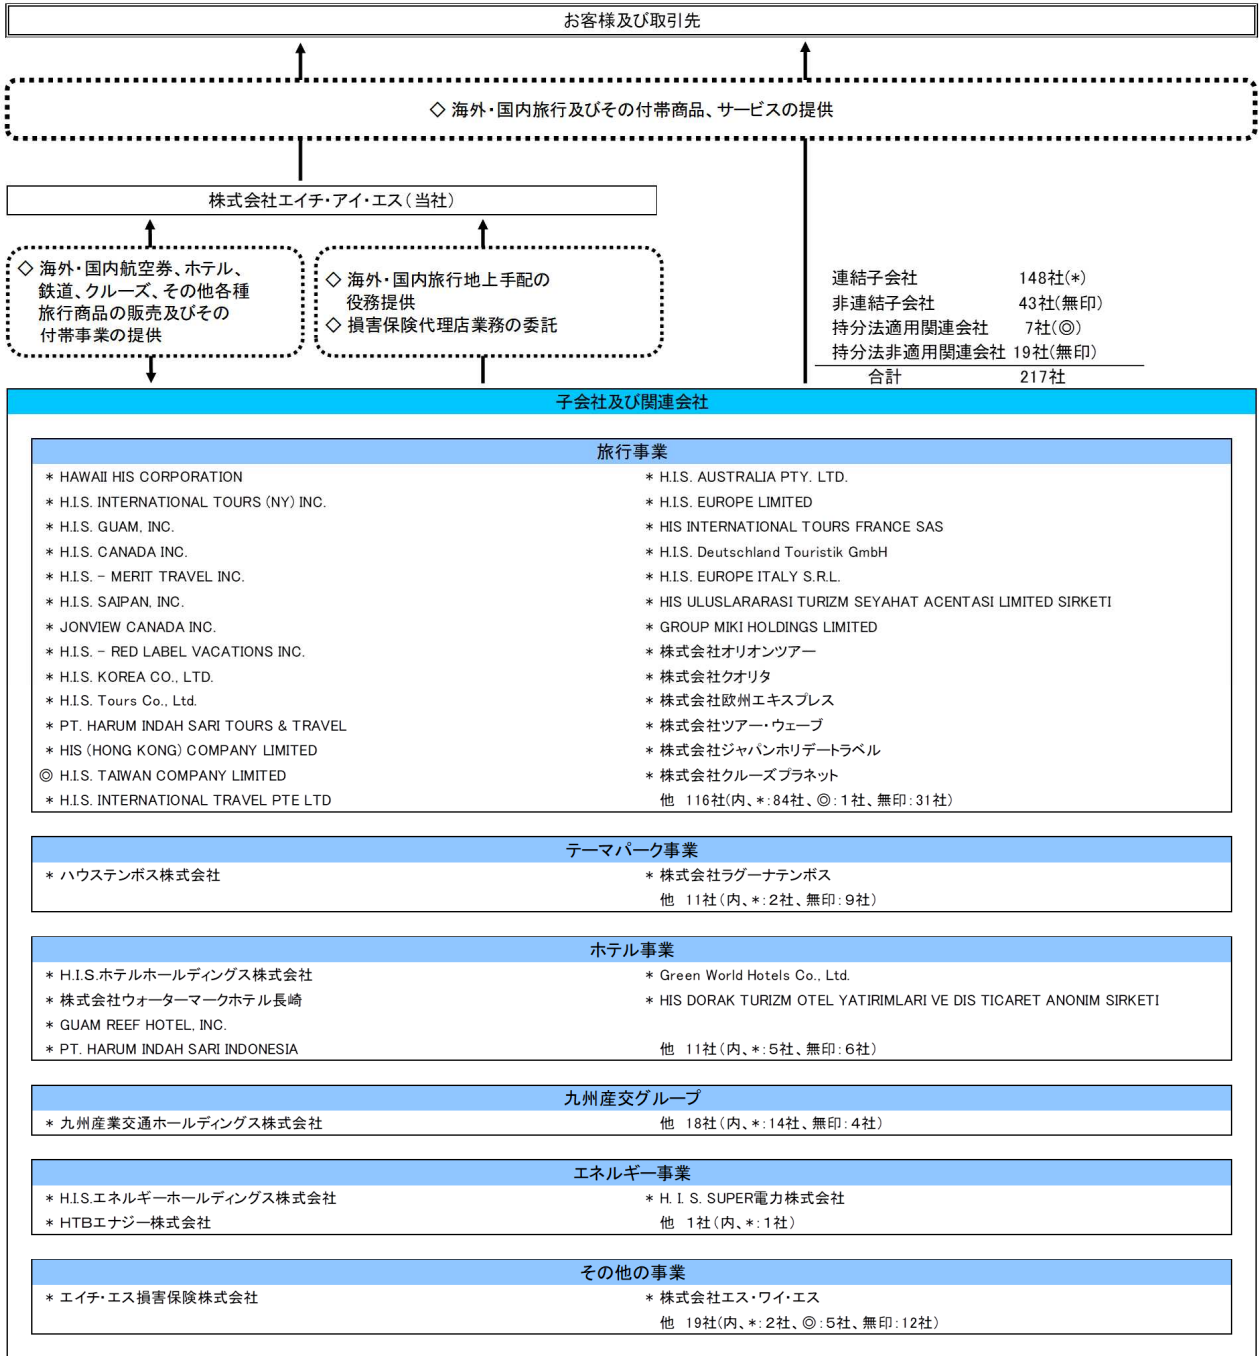 お客様及び取引先
◇ 海外・国内旅行及びその付帯商品、サービスの提供
株式会社エイチ・アイ・エス（当社）
◇ 海外・国内航空券、ホテル、
鉄道、クルーズ、その他各種
旅行商品の販売及びその
付帯事業の提供
◇ 海外・国内旅行地上手配の
役務提供
◇ 損害保険代理店業務の委託
連結子会社 148社(*)
非連結子会社 43社(無印)
持分法適用関連会社 7社(◎)
持分法非適用関連会社 19社(無印)
合計 217社
子会社及び関連会社
旅行事業
* HAWAII HIS CORPORATION
* H.I.S. INTERNATIONAL TOURS (NY) INC.
* H.I.S. GUAM, INC.
* H.I.S. CANADA INC.
* H.I.S. - MERIT TRAVEL INC.
* H.I.S. SAIPAN, INC.
* JONVIEW CANADA INC.
* H.I.S. - RED LABEL VACATIONS INC.
* H.I.S. KOREA CO., LTD.
* H.I.S. Tours Co., Ltd.
* PT. HARUM INDAH SARI TOURS & TRAVEL
* HIS (HONG KONG) COMPANY LIMITED
◎ H.I.S. TAIWAN COMPANY LIMITED
* H.I.S. INTERNATIONAL TRAVEL PTE LTD
* H.I.S. AUSTRALIA PTY. LTD.
* H.I.S. EUROPE LIMITED
* HIS INTERNATIONAL TOURS FRANCE SAS
* H.I.S. Deutschland Touristik GmbH
* H.I.S. EUROPE ITALY S.R.L.
* HIS ULUSLARARASI TURIZM SEYAHAT ACENTASI LIMITED SIRKETI
* GROUP MIKI HOLDINGS LIMITED
* 株式会社オリオンツアー
* 株式会社クオリタ
* 株式会社欧州エキスプレス
* 株式会社ツアー・ウェーブ
* 株式会社ジャパンホリデートラベル
* 株式会社クルーズプラネット
他 116社(内、*:84社、◎:1社、無印:31社)
テーマパーク事業
* ハウステンボス株式会社
* 株式会社ラグーナテンボス
他 11社(内、*:2社、無印:9社)
ホテル事業
* H.I.S.ホテルホールディングス株式会社
* 株式会社ウォーターマークホテル長崎
* GUAM REEF HOTEL, INC.
* PT. HARUM INDAH SARI INDONESIA
* Green World Hotels Co., Ltd.
* HIS DORAK TURIZM OTEL YATIRIMLARI VE DIS TICARET ANONIM SIRKETI
他 11社(内、*:5社、無印:6社)
九州産交グループ
* 九州産業交通ホールディングス株式会社
他 18社(内、*:14社、無印:4社)
エネルギー事業
* H.I.S.エネルギーホールディングス株式会社
* HTBエナジー株式会社
* H. I. S. SUPER電力株式会社
他 1社(内、*:1社)
その他の事業
* エイチ・エス損害保険株式会社
* 株式会社エス・ワイ・エス
他 19社(内、*:2社、◎:5社、無印:12社)